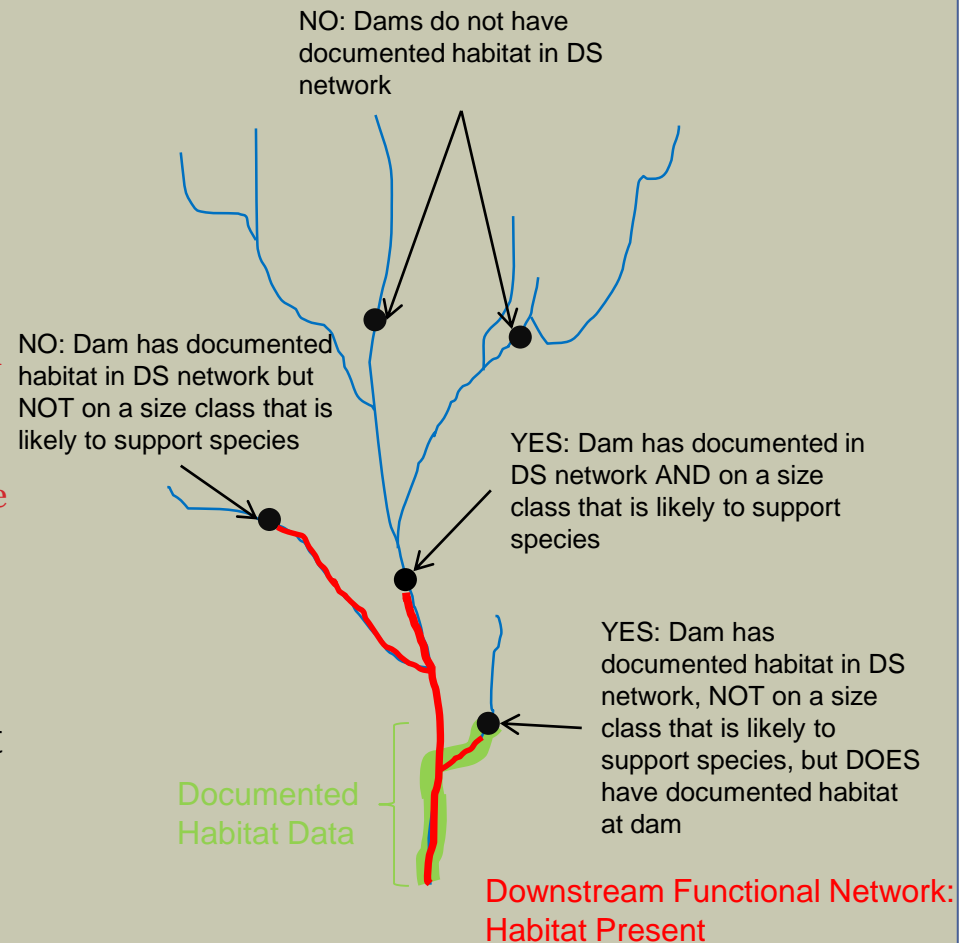 NO: Dams do not have
documented habitat in DS
network
NO: Dam has documented
habitat in DS network but
NOT on a size class that is
likely to support species
YES: Dam has documented in
DS network AND on a size
class that is likely to support
species
YES: Dam has
documented habitat in DS
network, NOT on a size
class that is likely to
support species, but DOES
have documented habitat
at dam
Documented
Habitat Data
Downstream Functional Network:
Habitat Present
e
t